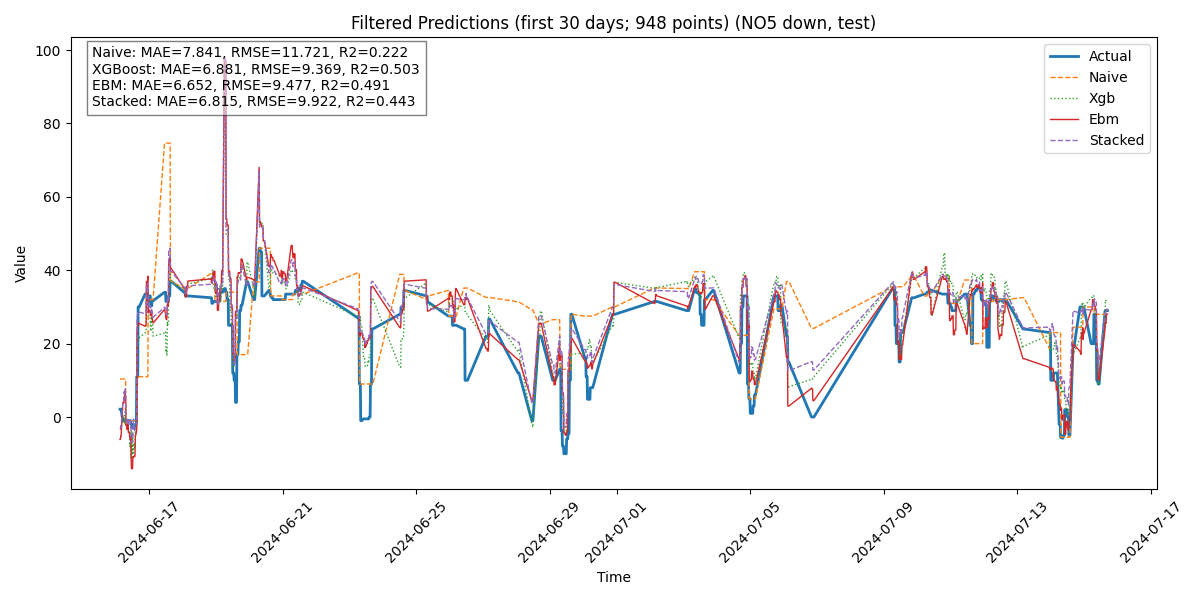 Filtered Predictions (first 30 days; 948 points) (NO5 down, test)
Naive: MAE=7.841, RMSE=11.721, R2=0.222
XGBoost: MAE=6.881, RMSE=9.369, R2=0.503
EBM: MAE=6.652, RMSE=9.477, R2=0.491
Stacked: MAE=6.815, RMSE=9.922, R2=0.443
Actual
Naive
Xgb
Ebm
Stacked
Value
100
80
60
40
20
0
2024-06-17
2024-06-21
2024-06-25
2024-06-29
2024-07-01
2024-07-05
2024-07-09
2024-07-13
2024-07-17
Time